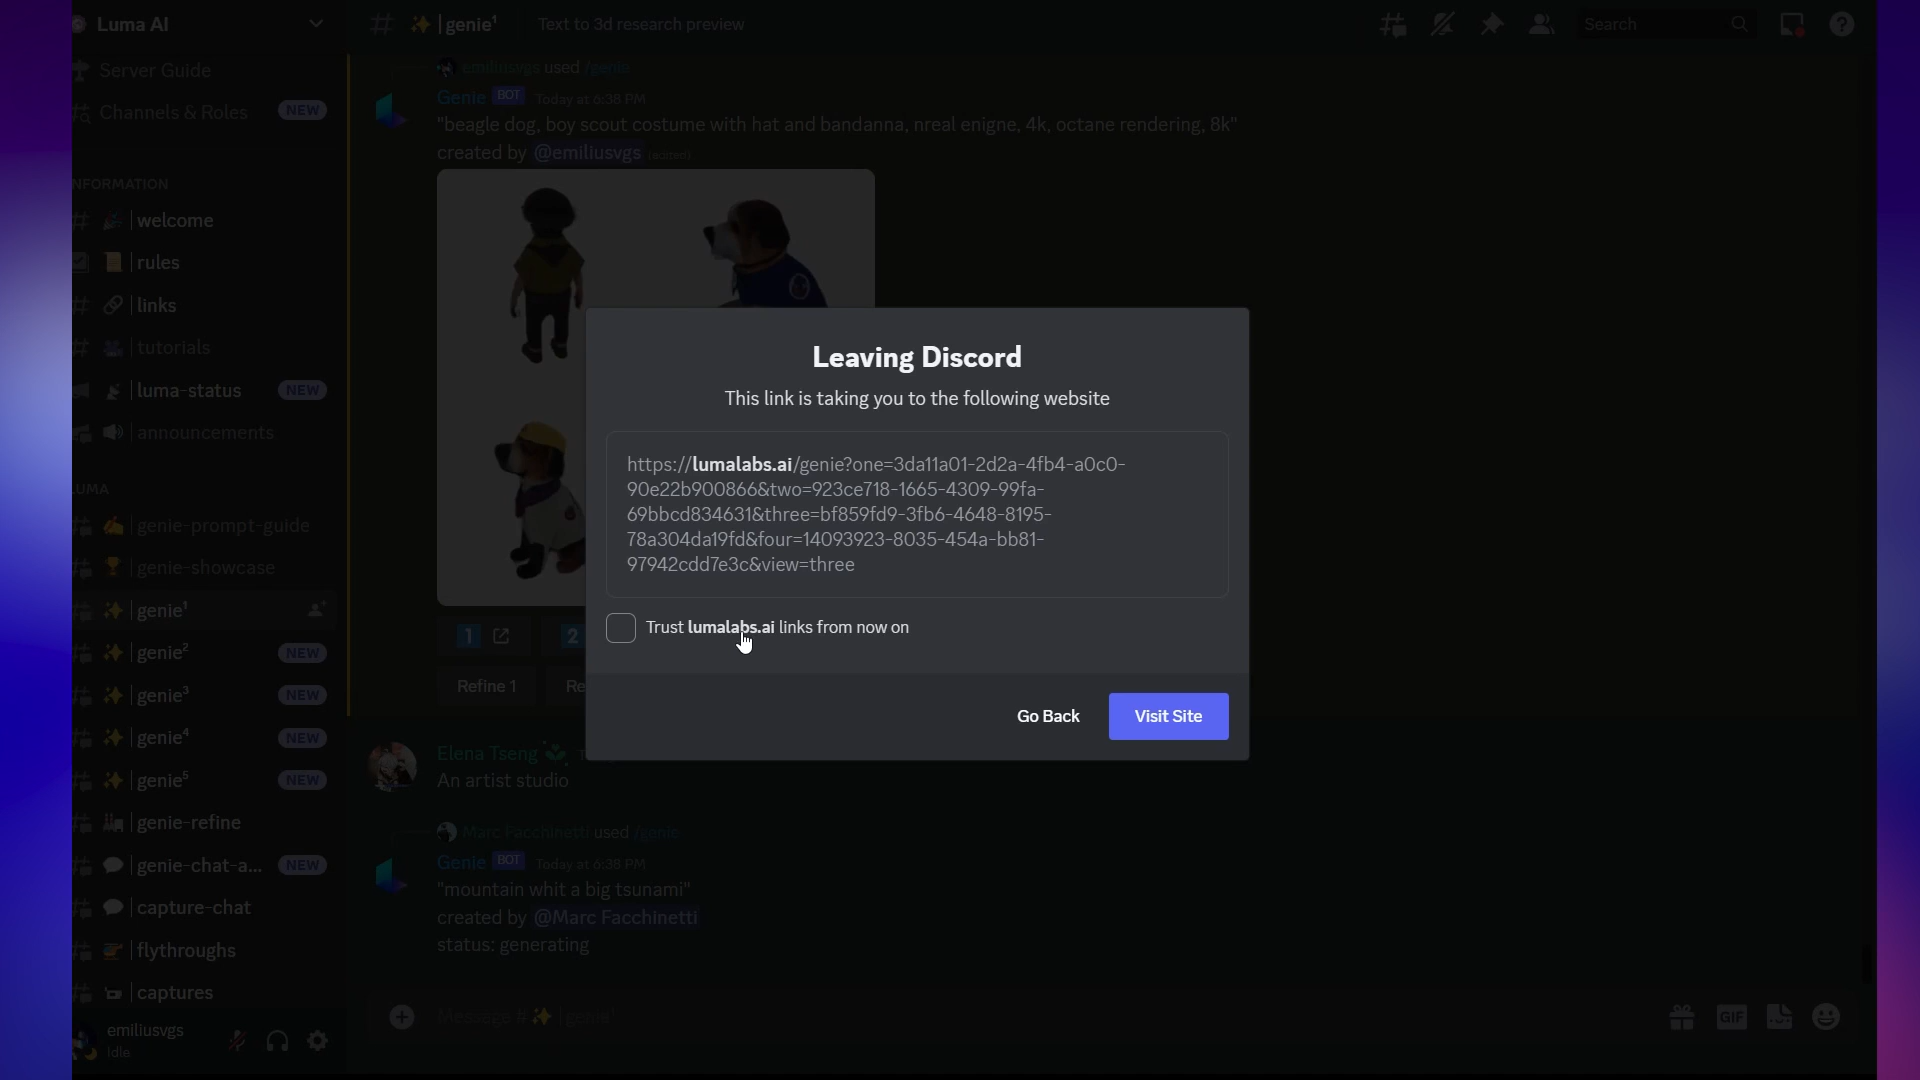 Luma AI
Server Guide
Channels & Roles NEW
NFORMATION
# | welcome
| rules
# | links
# | tutorials
| luma-status NEW
| announcements
LUMA
| genie-prompt-guide
| genie-showcase
| genie¹
| genie² NEW
| genie³ NEW
| genie⁴ NEW
| genie⁵ NEW
| genie-refine
| genie-chat-a... NEW
| capture-chat
| flythroughs
| captures
emiliusvgs
Idle
# ✨ | genie¹ Text to 3d research preview
Search
emiliusvgs used /genie
Genie BOT Today at 6:38 PM
"beagle dog, boy scout costume with hat and bandanna, nreal enigne, 4k, octane rendering, 8k"
created by @emiliusvgs (edited)
1 2
Refine 1 Re
Leaving Discord
This link is taking you to the following website
https://lumalabs.ai/genie?one=3da11a01-2d2a-4fb4-a0c0-
90e22b900866&two=923ce718-1665-4309-99fa-
69bbcd834631&three=bf859fd9-3fb6-4648-8195-
78a304da19fd&four=14093923-8035-454a-bb81-
97942cdd7e3c&view=three
Trust lumalabs.ai links from now on
Go Back Visit Site
Elena Tseng
An artist studio
Marc Facchinetti used /genie
Genie BOT Today at 6:38 PM
"mountain whit a big tsunami"
created by @Marc Facchinetti
status: generating
Message #✨ | genie¹
GIF